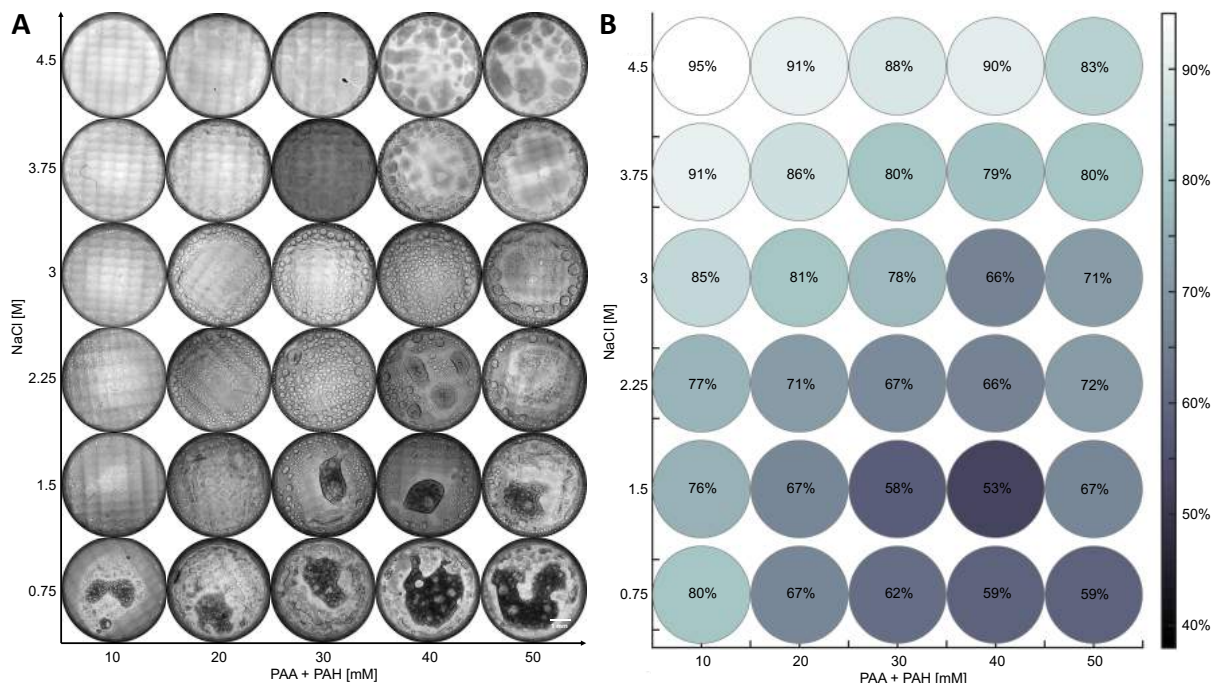 A
4.5
3.75
3
2.25
1.5
0.75
NaCl [M]
10 20 30 40 50
PAA + PAH [mM]
1 mm
B
4.5 95% 91% 88% 90% 83%
3.75 91% 86% 80% 79% 80%
3 85% 81% 78% 66% 71%
2.25 77% 71% 67% 66% 72%
1.5 76% 67% 58% 53% 67%
0.75 80% 67% 62% 59% 59%
NaCl [M]
10 20 30 40 50
PAA + PAH [mM]
90%
80%
70%
60%
50%
40%